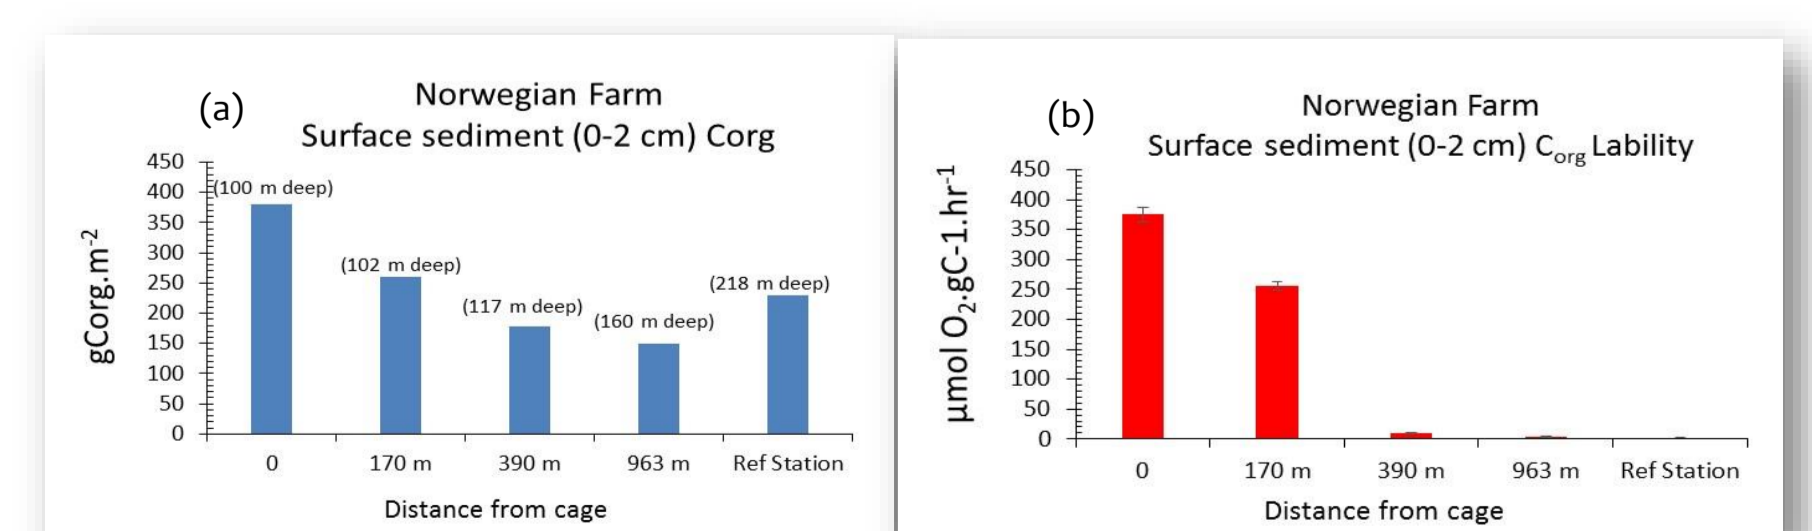 (a)
Norwegian Farm
Surface sediment (0-2 cm) Corg
gCorg.m-2
450
400
350
300
250
200
150
100
50
0
(100 m deep)
(102 m deep)
(117 m deep)
(160 m deep)
(218 m deep)
0 170 m 390 m 963 m Ref Station
Distance from cage
(b)
Norwegian Farm
Surface sediment (0-2 cm) Corg Lability
µmol O2.gC-1.hr-1
450
400
350
300
250
200
150
100
50
0
0 170 m 390 m 963 m Ref Station
Distance from cage